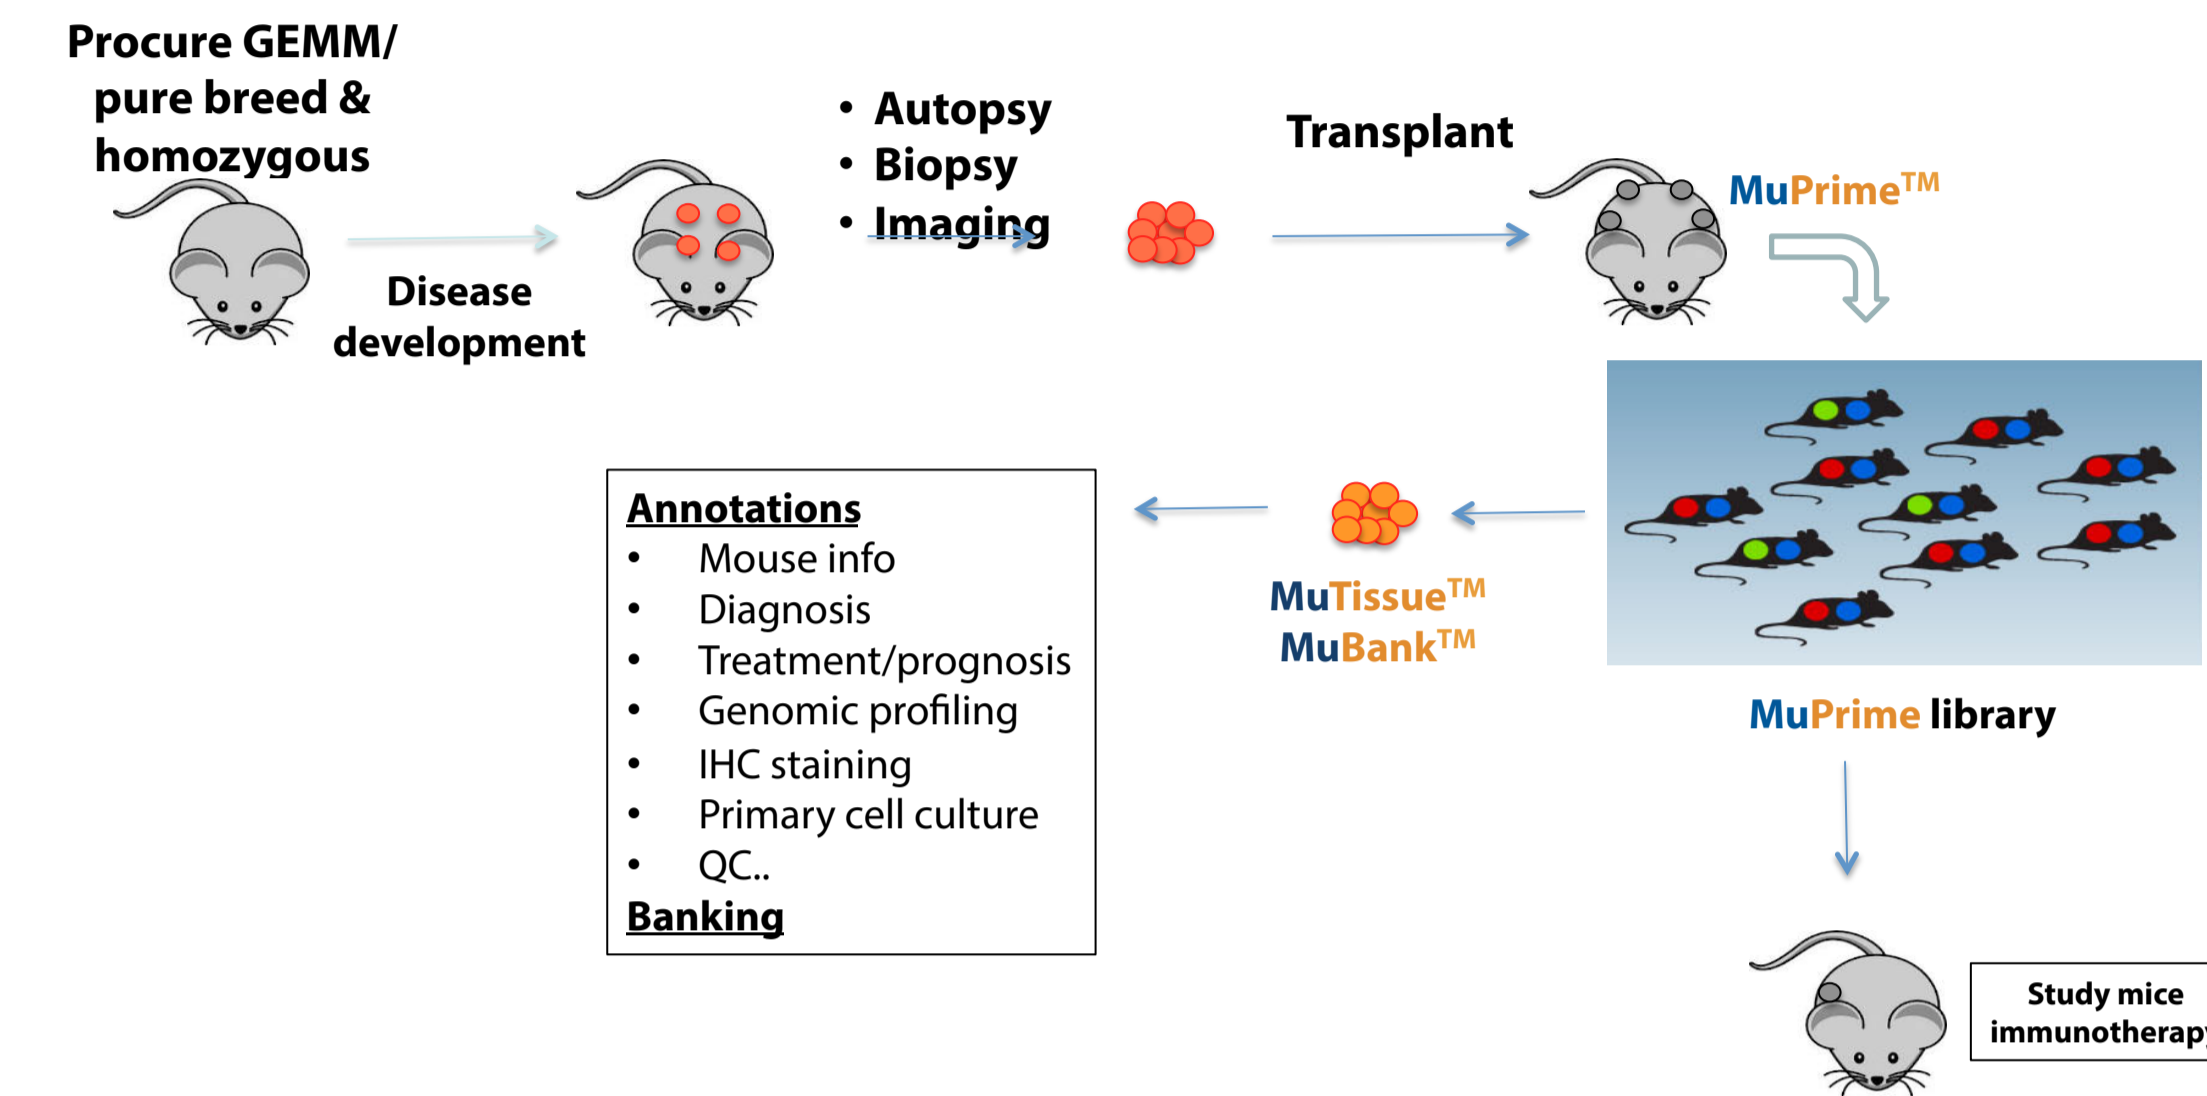 Procure GEMM/
pure breed &
homozygous
Disease
development
• Autopsy
• Biopsy
• Imaging
Transplant
MuPrime™
Annotations
• Mouse info
• Diagnosis
• Treatment/prognosis
• Genomic profiling
• IHC staining
• Primary cell culture
• QC..
Banking
MuTissue™
MuBank™
MuPrime library
Study mice
immunotherapy